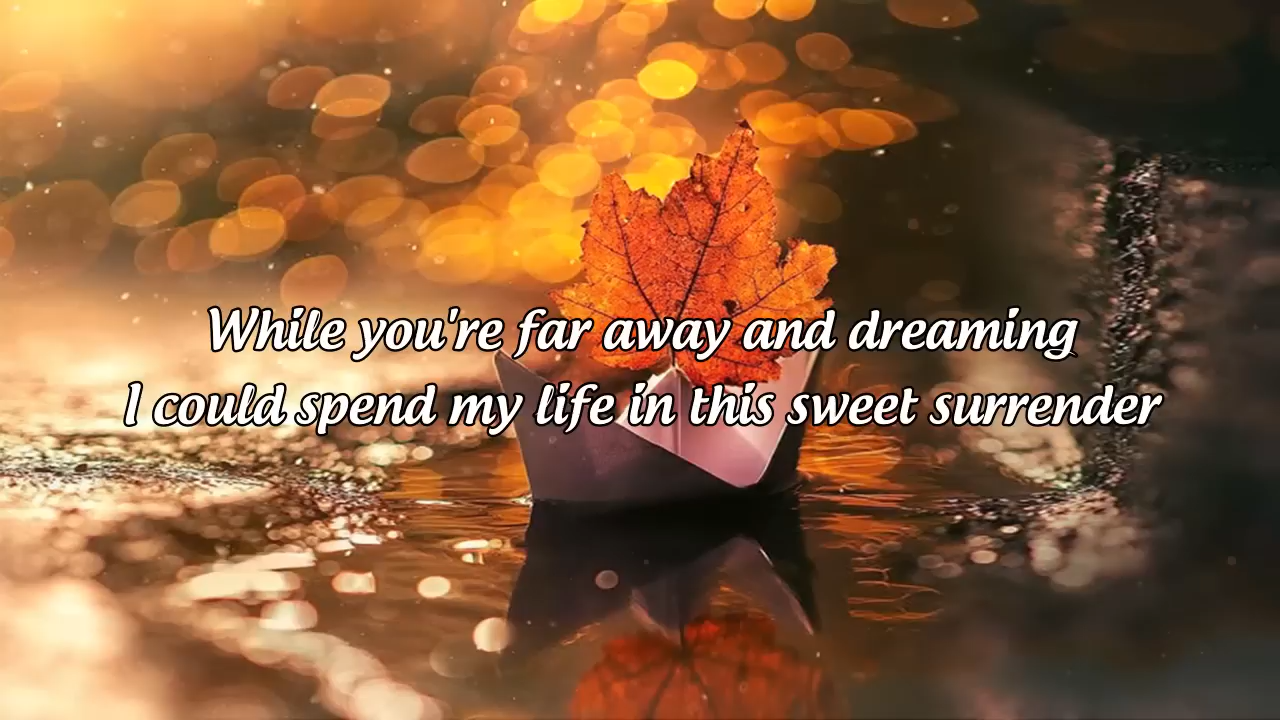 While you're far away and dreaming
I could spend my life in this sweet surrender